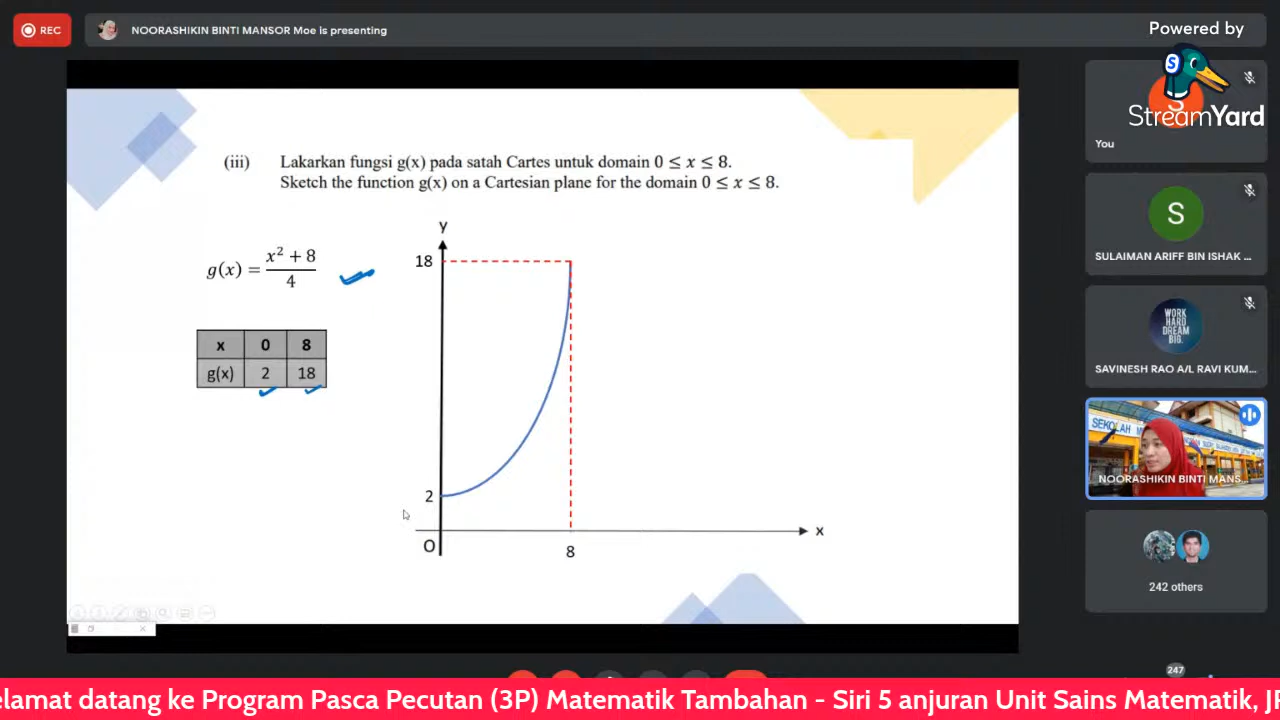 REC
NOORASHIKIN BINTI MANSOR Moe is presenting
Powered by
StreamYard
S
S
You
(iii) Lakarkan fungsi g(x) pada satah Cartes untuk domain 0 ≤ x ≤ 8.
Sketch the function g(x) on a Cartesian plane for the domain 0 ≤ x ≤ 8.
g(x) = (x² + 8)/4
x 0 8
g(x) 2 18
y
18
2
O
8
x
S
SULAIMAN ARIFF BIN ISHAK ...
WORK
HARD
DREAM
BIG.
SAVINESH RAO A/L RAVI KUM...
SEKOLAH
NOORASHIKIN BINTI MANS...
242 others
247
elamat datang ke Program Pasca Pecutan (3P) Matematik Tambahan - Siri 5 anjuran Unit Sains Matematik, JP